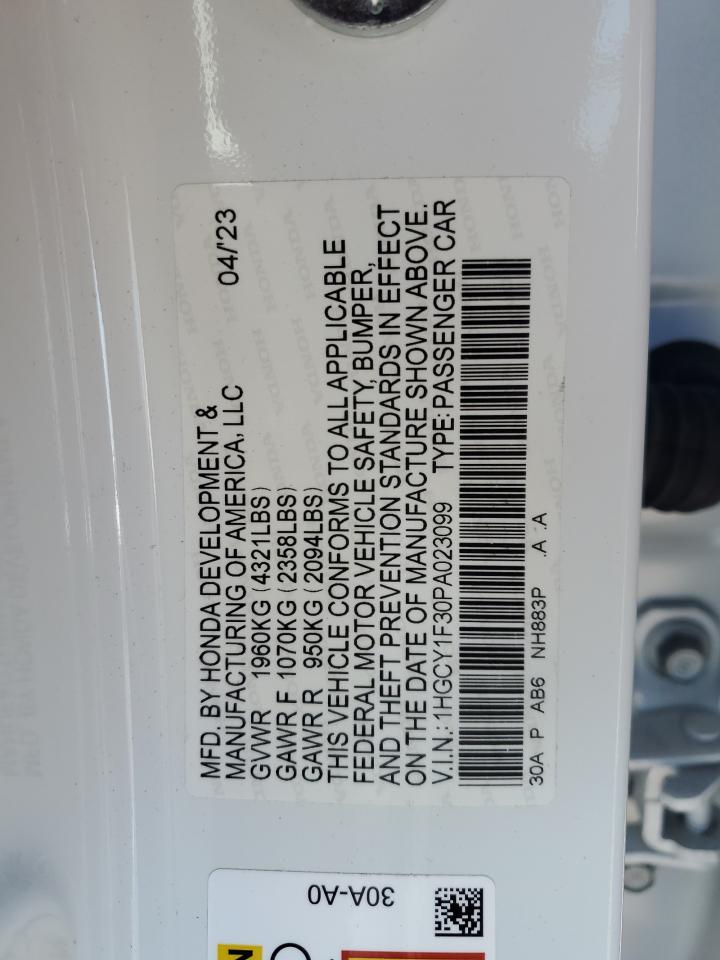 MFD. BY HONDA DEVELOPMENT &
MANUFACTURING OF AMERICA, LLC 04/'23
GVWR 1960KG (4321LBS)
GAWR F 1070KG (2358LBS)
GAWR R 950KG (2094LBS)
THIS VEHICLE CONFORMS TO ALL APPLICABLE
FEDERAL MOTOR VEHICLE SAFETY, BUMPER,
AND THEFT PREVENTION STANDARDS IN EFFECT
ON THE DATE OF MANUFACTURE SHOWN ABOVE.
V.I.N.: 1HGCY1F30PA023099 TYPE: PASSENGER CAR
30A P AB6 NH883P .A .A
30A-A0